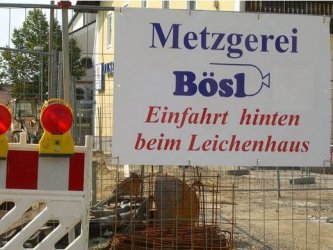 Metzgerei
Bösl
Einfahrt hinten
beim Leichenhaus